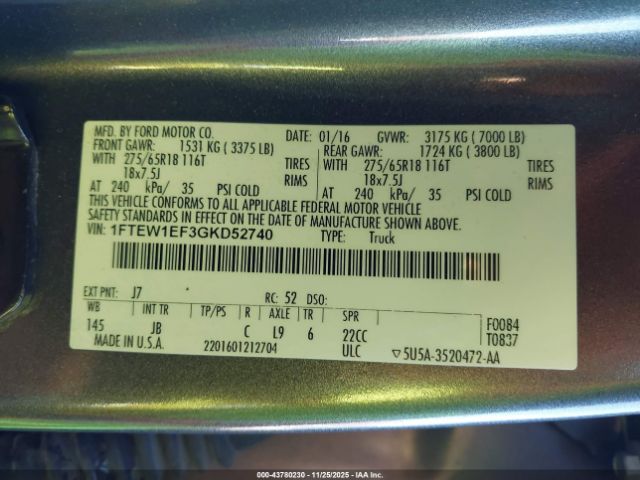 MFD. BY FORD MOTOR CO. DATE: 01/16 GVWR: 3175 KG ( 7000 LB)
FRONT GAWR: 1531 KG ( 3375 LB) REAR GAWR: 1724 KG ( 3800 LB)
WITH 275/65R18 116T TIRES WITH 275/65R18 116T TIRES
18x7.5J RIMS 18x7.5J RIMS
AT 240 kPa/ 35 PSI COLD AT 240 kPa/ 35 PSI COLD
THIS VEHICLE CONFORMS TO ALL APPLICABLE FEDERAL MOTOR VEHICLE
SAFETY STANDARDS IN EFFECT ON THE DATE OF MANUFACTURE SHOWN ABOVE.
VIN: 1FTEW1EF3GKD52740 TYPE: Truck
EXT PNT: J7 RC: 52 DSO:
WB INT TR TP/PS R AXLE TR SPR F0084
145 JB C L9 6 22CC T0837
MADE IN U.S.A. 2201601212704 ULC ▽5U5A-3520472-AA
000-43780230 - 11/25/2025 - IAA Inc.